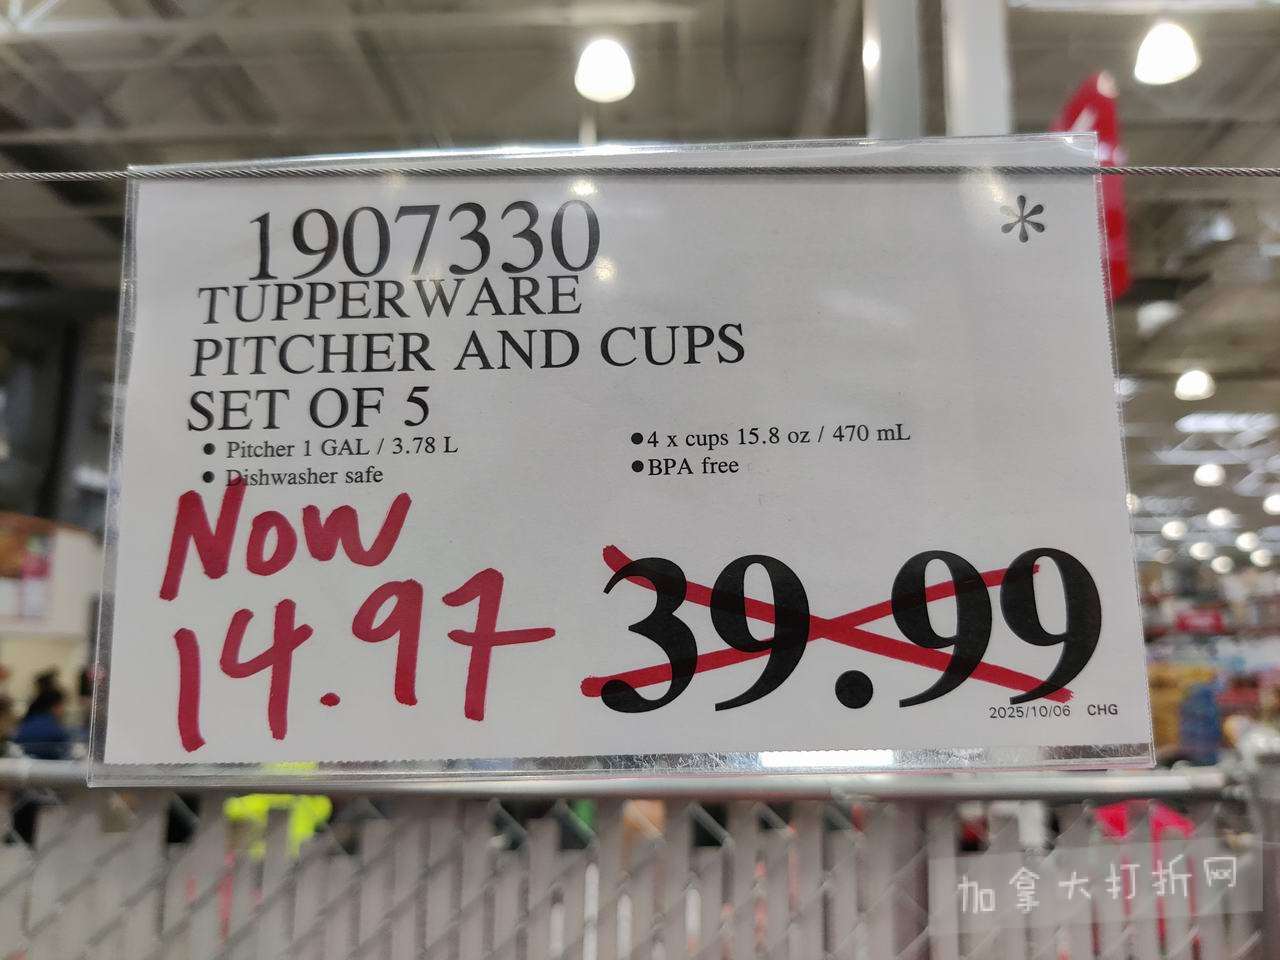 1907330
*
TUPPERWARE
PITCHER AND CUPS
SET OF 5
• Pitcher 1 GAL / 3.78 L
• Dishwasher safe
•4 x cups 15.8 oz / 470 mL
•BPA free
Now
14.97
39.99
2025/10/06 CHG
加拿大打折网